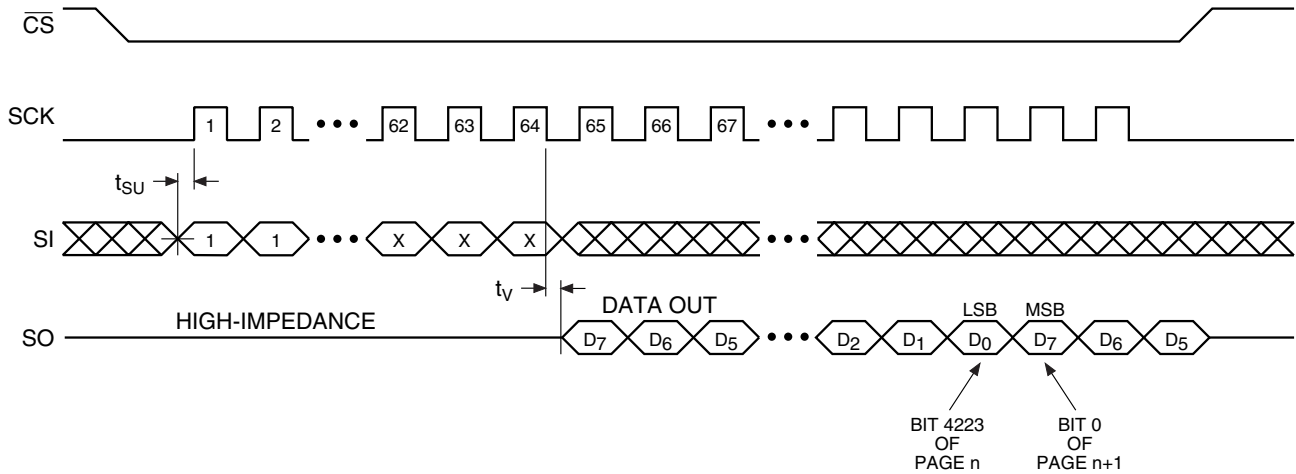 CS
SCK
1 2 ••• 62 63 64 65 66 67 •••
tSU
SI
1 1 ••• X X X •••
tV
DATA OUT
HIGH-IMPEDANCE
LSB MSB
SO
D7 D6 D5 ••• D2 D1 D0 D7 D6 D5
BIT 4223
OF
PAGE n
BIT 0
OF
PAGE n+1